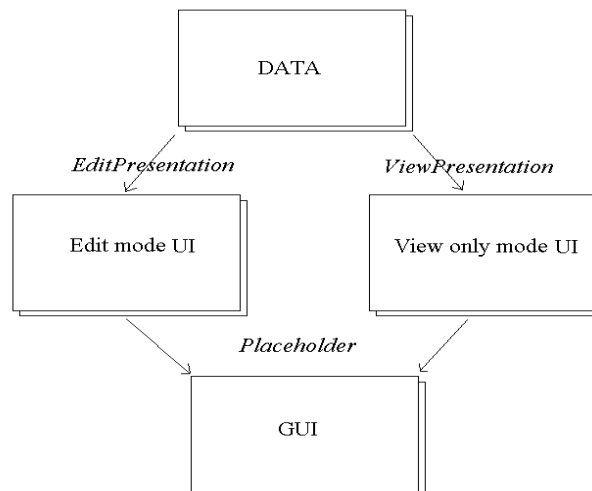 DATA
EditPresentation
ViewPresentation
Edit mode UI
View only mode UI
Placeholder
GUI